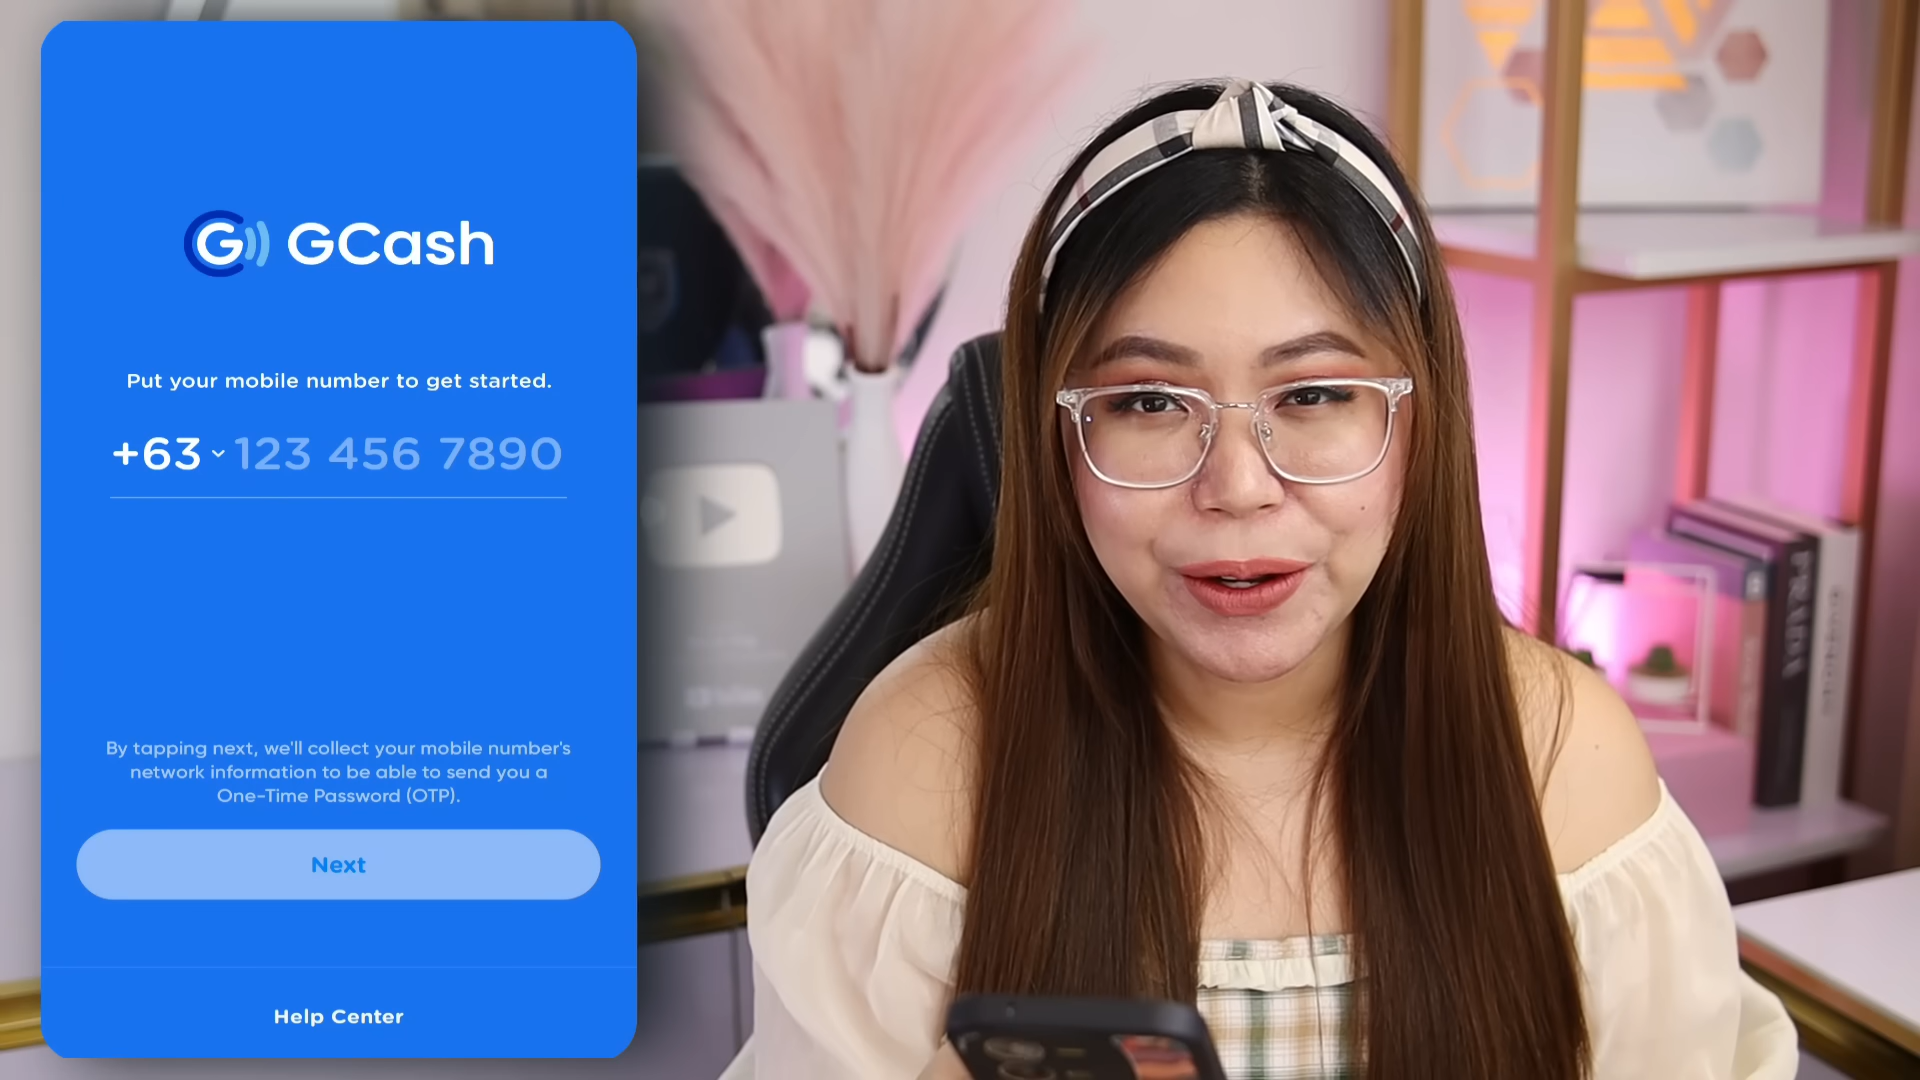 GCash
Put your mobile number to get started.
+63 123 456 7890
By tapping next, we'll collect your mobile number's
network information to be able to send you a
One-Time Password (OTP).
Next
Help Center